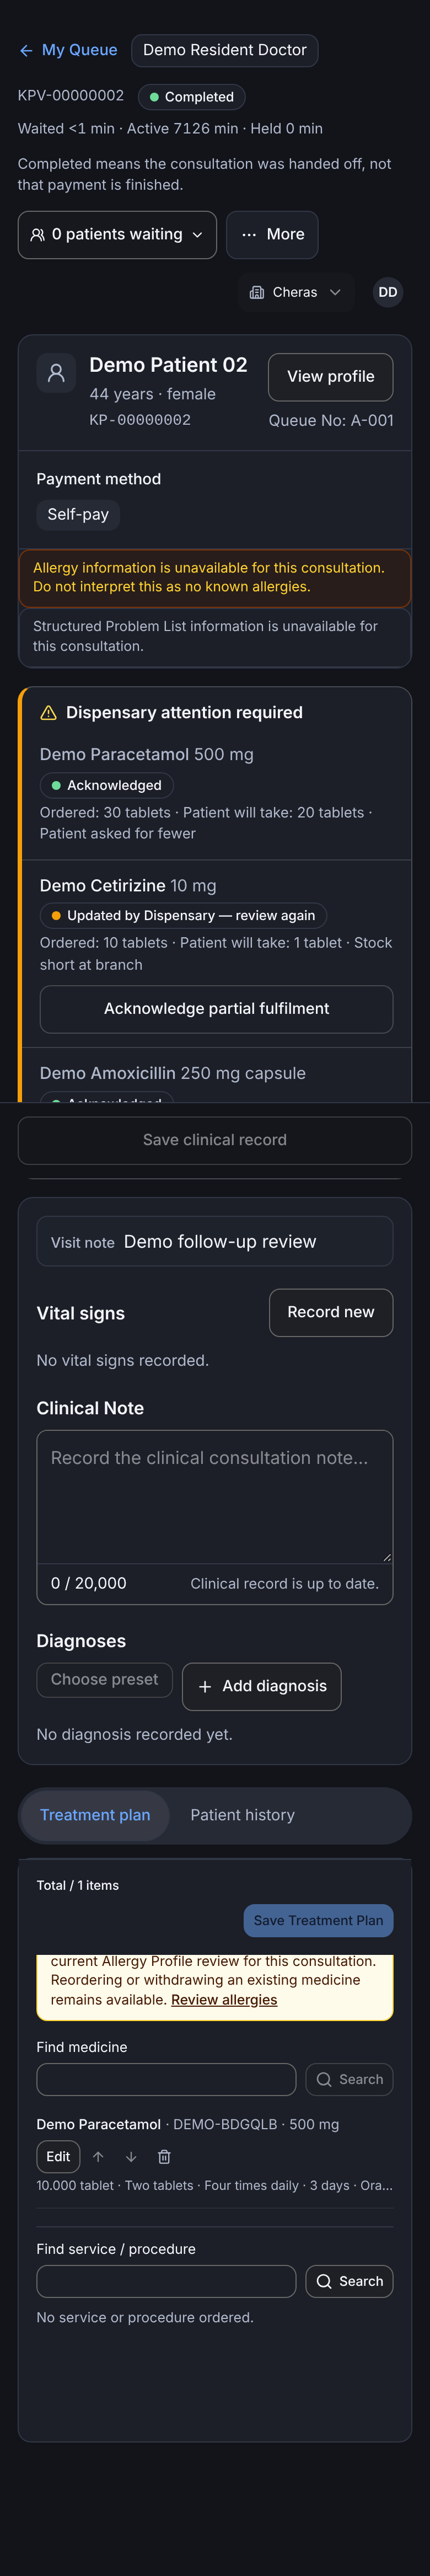 My Queue
Demo Resident Doctor
KPV-00000002
Completed
Waited <1 min · Active 7126 min · Held 0 min
Completed means the consultation was handed off, not
that payment is finished.
0 patients waiting
More
Cheras
DD
Demo Patient 02
View profile
44 years · female
KP-00000002
Queue No: A-001
Payment method
Self-pay
Allergy information is unavailable for this consultation.
Do not interpret this as no known allergies.
Structured Problem List information is unavailable for
this consultation.
Dispensary attention required
Demo Paracetamol 500 mg
Acknowledged
Ordered: 30 tablets · Patient will take: 20 tablets ·
Patient asked for fewer
Demo Cetirizine 10 mg
Updated by Dispensary — review again
Ordered: 10 tablets · Patient will take: 1 tablet · Stock
short at branch
Acknowledge partial fulfilment
Demo Amoxicillin 250 mg capsule
Acknowledged
Save clinical record
Visit note Demo follow-up review
Vital signs
Record new
No vital signs recorded.
Clinical Note
Record the clinical consultation note...
0 / 20,000
Clinical record is up to date.
Diagnoses
Choose preset
Add diagnosis
No diagnosis recorded yet.
Treatment plan
Patient history
Total / 1 items
Save Treatment Plan
current Allergy Profile review for this consultation.
Reordering or withdrawing an existing medicine
remains available. Review allergies
Find medicine
Search
Demo Paracetamol · DEMO-BDGQLB · 500 mg
Edit
10.000 tablet · Two tablets · Four times daily · 3 days · Ora...
Find service / procedure
Search
No service or procedure ordered.